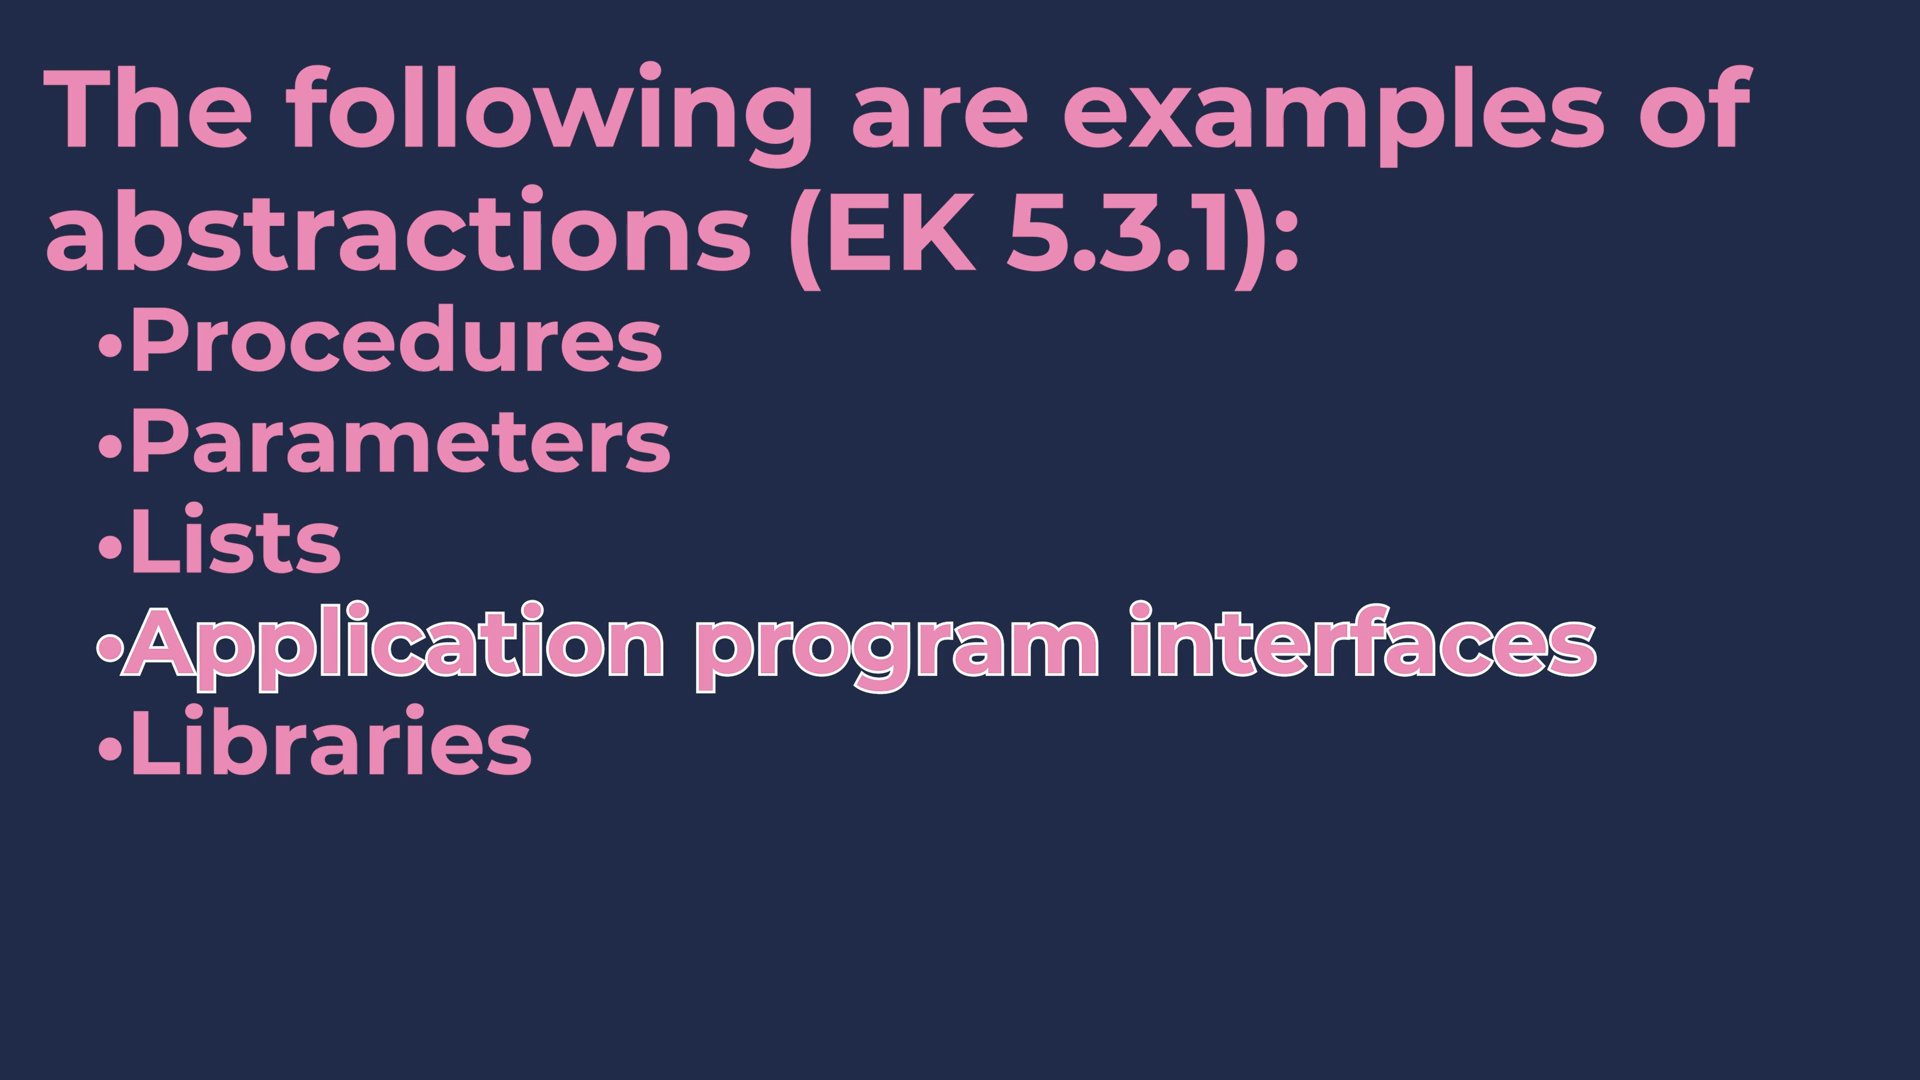 The following are examples of
abstractions (EK 5.3.1):
•Procedures
•Parameters
•Lists
•Application program interfaces
•Libraries